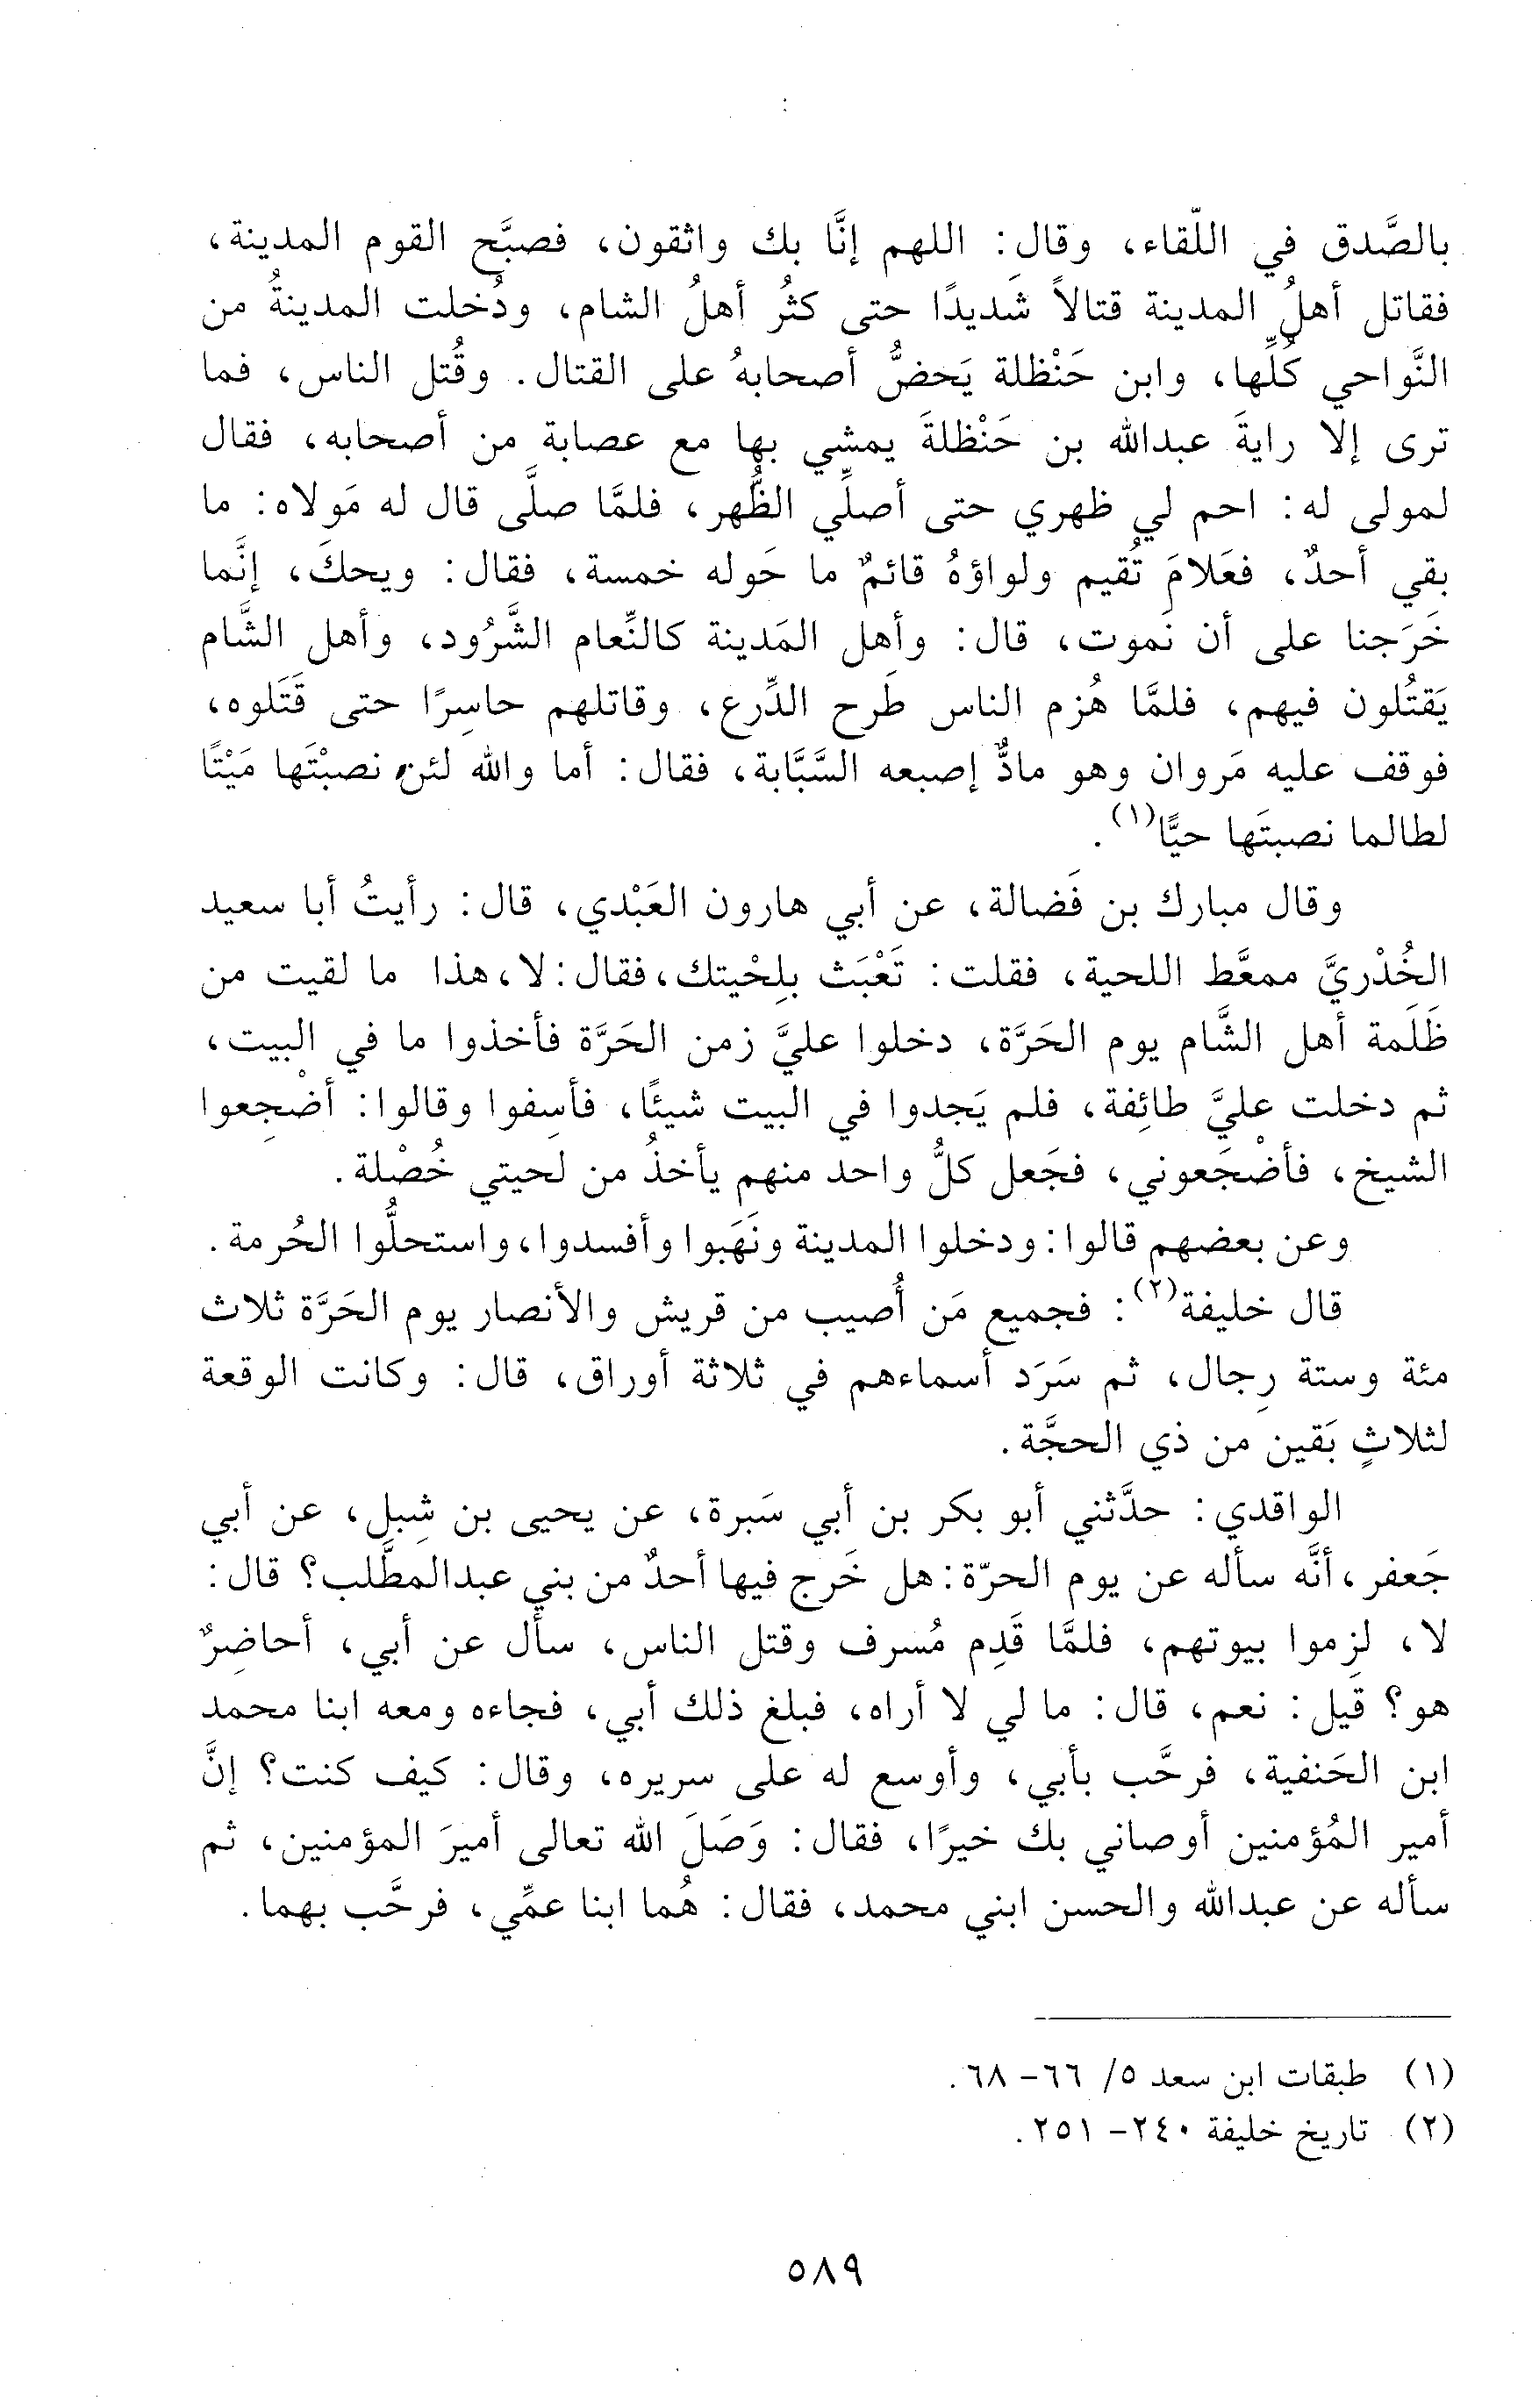 بالصَّدق في اللّقاء، وقال: اللهم إنَّا بك واثقون، فصبَّح القوم المدينة،
فقاتل أهلُ المدينة قتالاً شَديدًا حتى كثُر أهلُ الشام، ودُخلت المدينةُ من
النَّواحي كُلِّها، وابن حَنْظلة يَحضُّ أصحابهُ على القتال. وقُتل الناس، فما
ترى إلا رايةَ عبدالله بن حَنْظلةَ يمشي بها مع عصابة من أصحابه، فقال
لمولى له: احم لي ظهري حتى أصلِّي الظُّهر، فلمَّا صلَّى قال له مَولاه: ما
بقي أحدٌ، فعَلامَ تُقيم ولواؤهُ قائمٌ ما حَوله خمسة، فقال: ويحكَ، إنَّما
خَرَجنا على أن نَموت، قال: وأهل المَدينة كالنِّعام الشَّرُود، وأهل الشَّام
يَقتُلون فيهم، فلمَّا هُزم الناس طَرح الدِّرع، وقاتلهم حاسِرًا حتى قَتَلوه،
فوقف عليه مَروان وهو مادٌّ إصبعه السَّبَّابة، فقال: أما والله لئن نصبْتَها مَيْتًا
لطالما نصبتَها حيًّا(١).
وقال مبارك بن فَضالة، عن أبي هارون العَبْدي، قال: رأيتُ أبا سعيد
الخُدْريَّ ممعَّط اللحية، فقلت: تَعْبَث بلِحْيتك، فقال: لا، هذا ما لقيت من
ظَلَمة أهل الشَّام يوم الحَرَّة، دخلوا عليَّ زمن الحَرَّة فأخذوا ما في البيت،
ثم دخلت عليَّ طائِفة، فلم يَجدوا في البيت شيئًا، فأسِفوا وقالوا: أضْجِعوا
الشيخ، فأضْجَعوني، فجَعل كلُّ واحد منهم يأخذُ من لَحيتي خُصْلة.
وعن بعضهم قالوا: ودخلوا المدينة ونَهَبوا وأفسدوا، واستحلُّوا الحُرمة.
قال خليفة(٢): فجميع مَن أُصيب من قريش والأنصار يوم الحَرَّة ثلاث
مئة وستة رِجال، ثم سَرَد أسماءهم في ثلاثة أوراق، قال: وكانت الوقعة
لثلاثٍ بَقين من ذي الحجَّة.
الواقدي: حدَّثني أبو بكر بن أبي سَبرة، عن يحيى بن شِبل، عن أبي
جَعفر، أنَّه سأله عن يوم الحرّة: هل خَرج فيها أحدٌ من بني عبدالمطَّلب؟ قال:
لا، لزِموا بيوتهم، فلمَّا قَدِم مُسرف وقتل الناس، سأل عن أبي، أحاضِرٌ
هو؟ قِيل: نعم، قال: ما لي لا أراه، فبلغ ذلك أبي، فجاءه ومعه ابنا محمد
ابن الحَنفية، فرحَّب بأبي، وأوسع له على سريره، وقال: كيف كنت؟ إنَّ
أمير المُؤمنين أوصاني بك خيرًا، فقال: وَصَلَ الله تعالى أميرَ المؤمنين، ثم
سأله عن عبدالله والحسن ابني محمد، فقال: هُما ابنا عمِّي، فرحَّب بهما.
(١) طبقات ابن سعد ٥/ ٦٦- ٦٨.
(٢) تاريخ خليفة ٢٤٠- ٢٥١.
٥٨٩